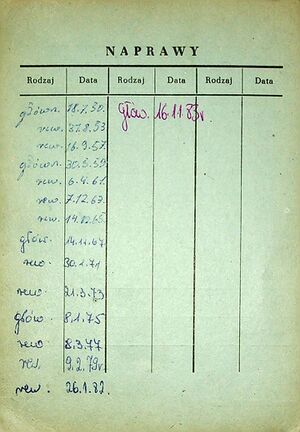 NAPRAWY
Rodzaj Data Rodzaj Data Rodzaj Data
główn. 18.7.50. głów. 16.11.83r
rew. 27.8.53
rew. 16.9.57
główn. 30.5.59
rew. 6.4.61.
rew. 7.12.63
rew. 14.12.65.
głów. 14.11.67
rew 30.1.71
rew 21.3.73
głów. 8.1.75
rew 8.3.77
rew. 9.2.79r.
rew. 26.1.82.